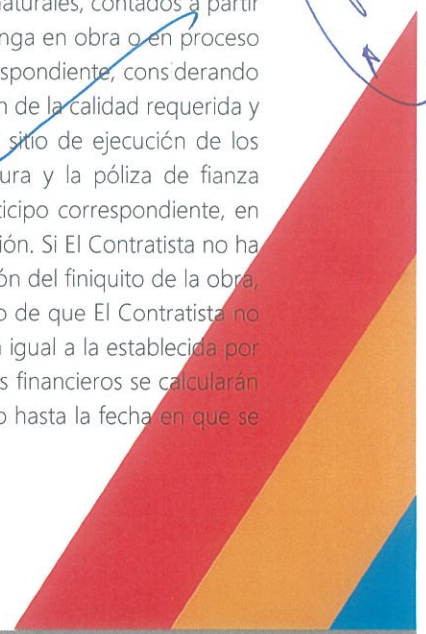 naturales, contados a partir
nga en obra o en proceso
spondiente, considerando
n de la calidad requerida y
sitio de ejecución de los
ura y la póliza de fianza
ticipo correspondiente, en
ión. Si El Contratista no ha
ón del finiquito de la obra,
o de que El Contratista no
igual a la establecida por
s financieros se calcularán
o hasta la fecha en que se